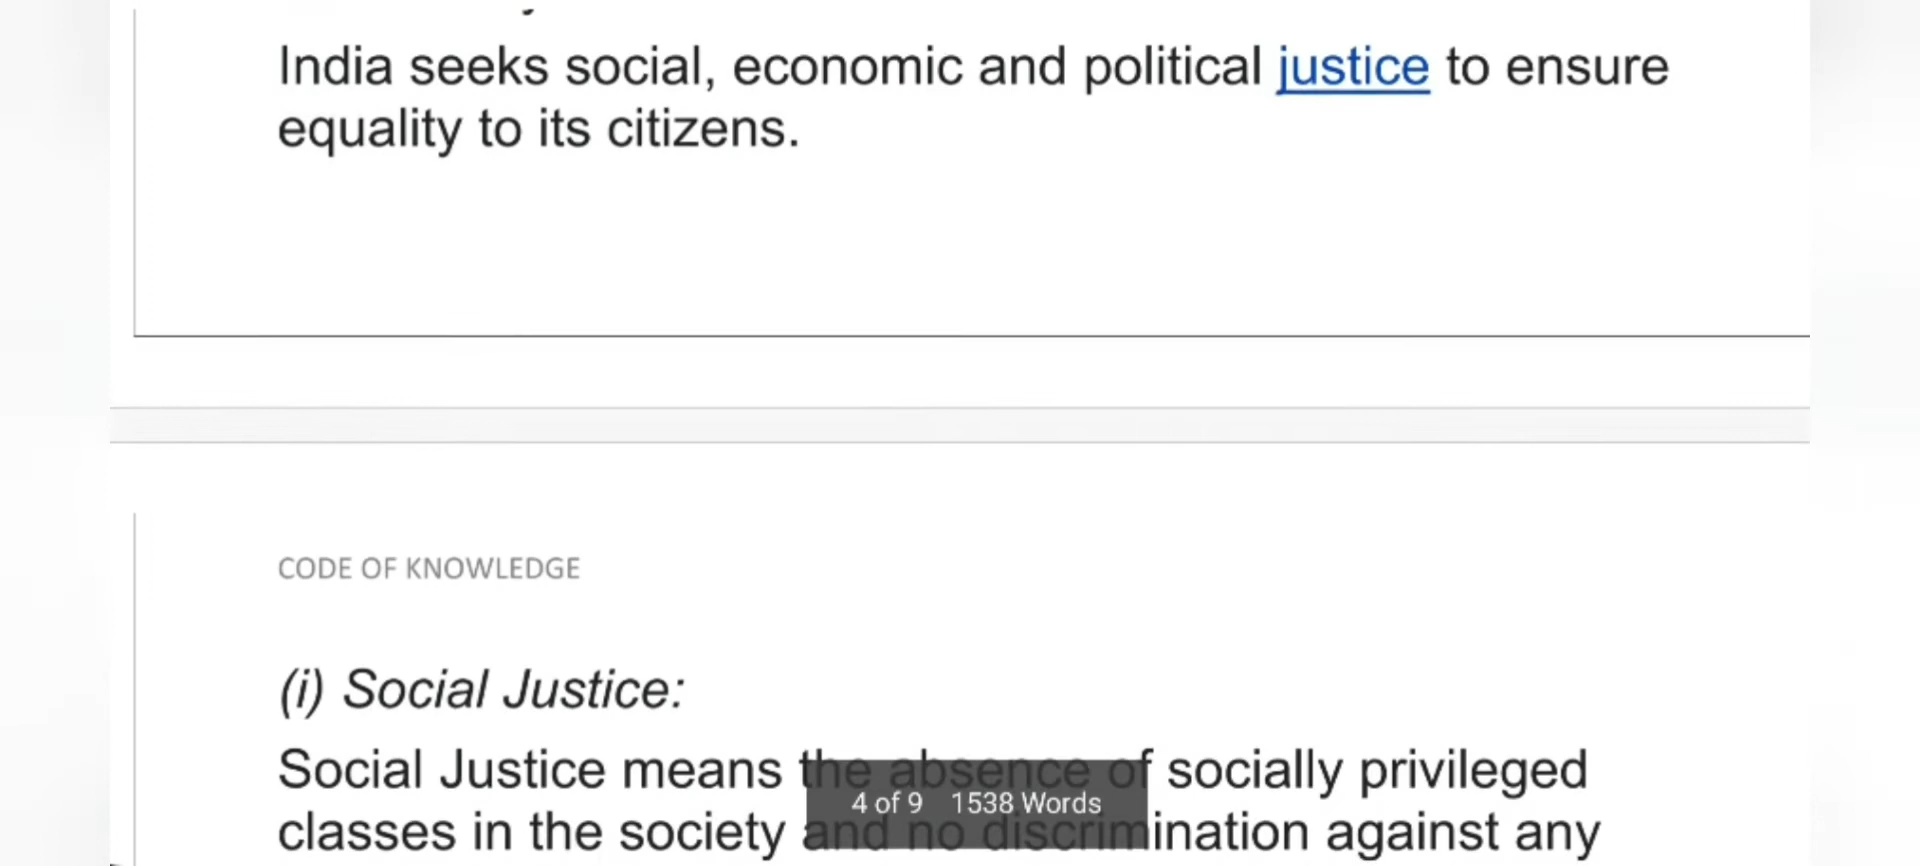 India seeks social, economic and political justice to ensure
equality to its citizens.
CODE OF KNOWLEDGE
(i) Social Justice:
Social Justice means the absence of socially privileged
classes in the society and no discrimination against any
4 of 9 1538 Words